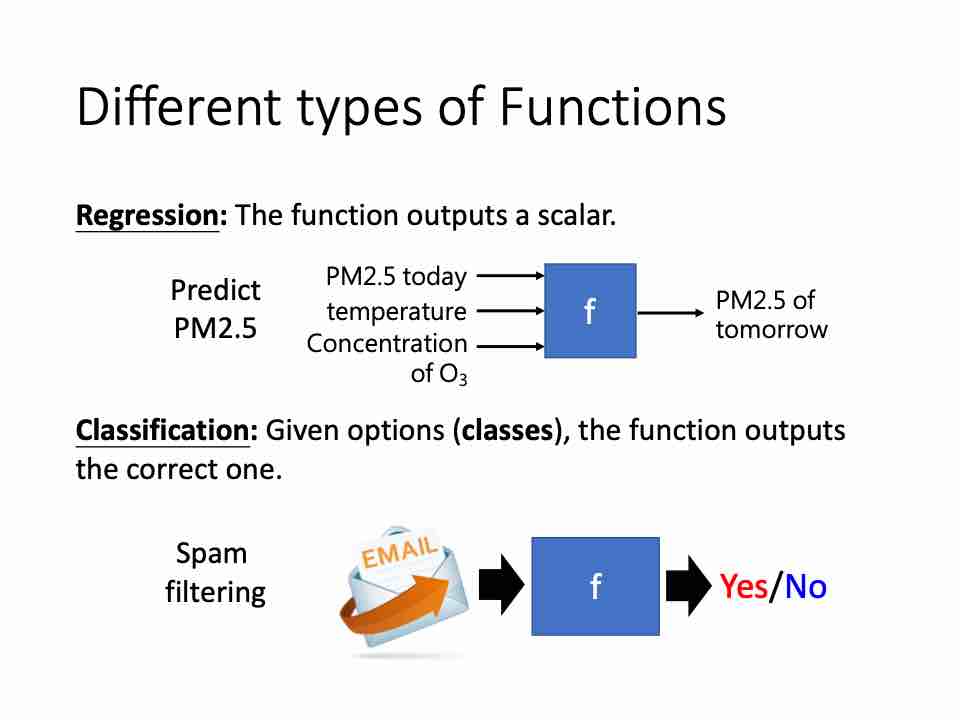 Different types of Functions
Regression: The function outputs a scalar.
Predict
PM2.5
PM2.5 today
temperature
Concentration
of O₃
f
PM2.5 of
tomorrow
Classification: Given options (classes), the function outputs
the correct one.
Spam
filtering
EMAIL
f
Yes/No